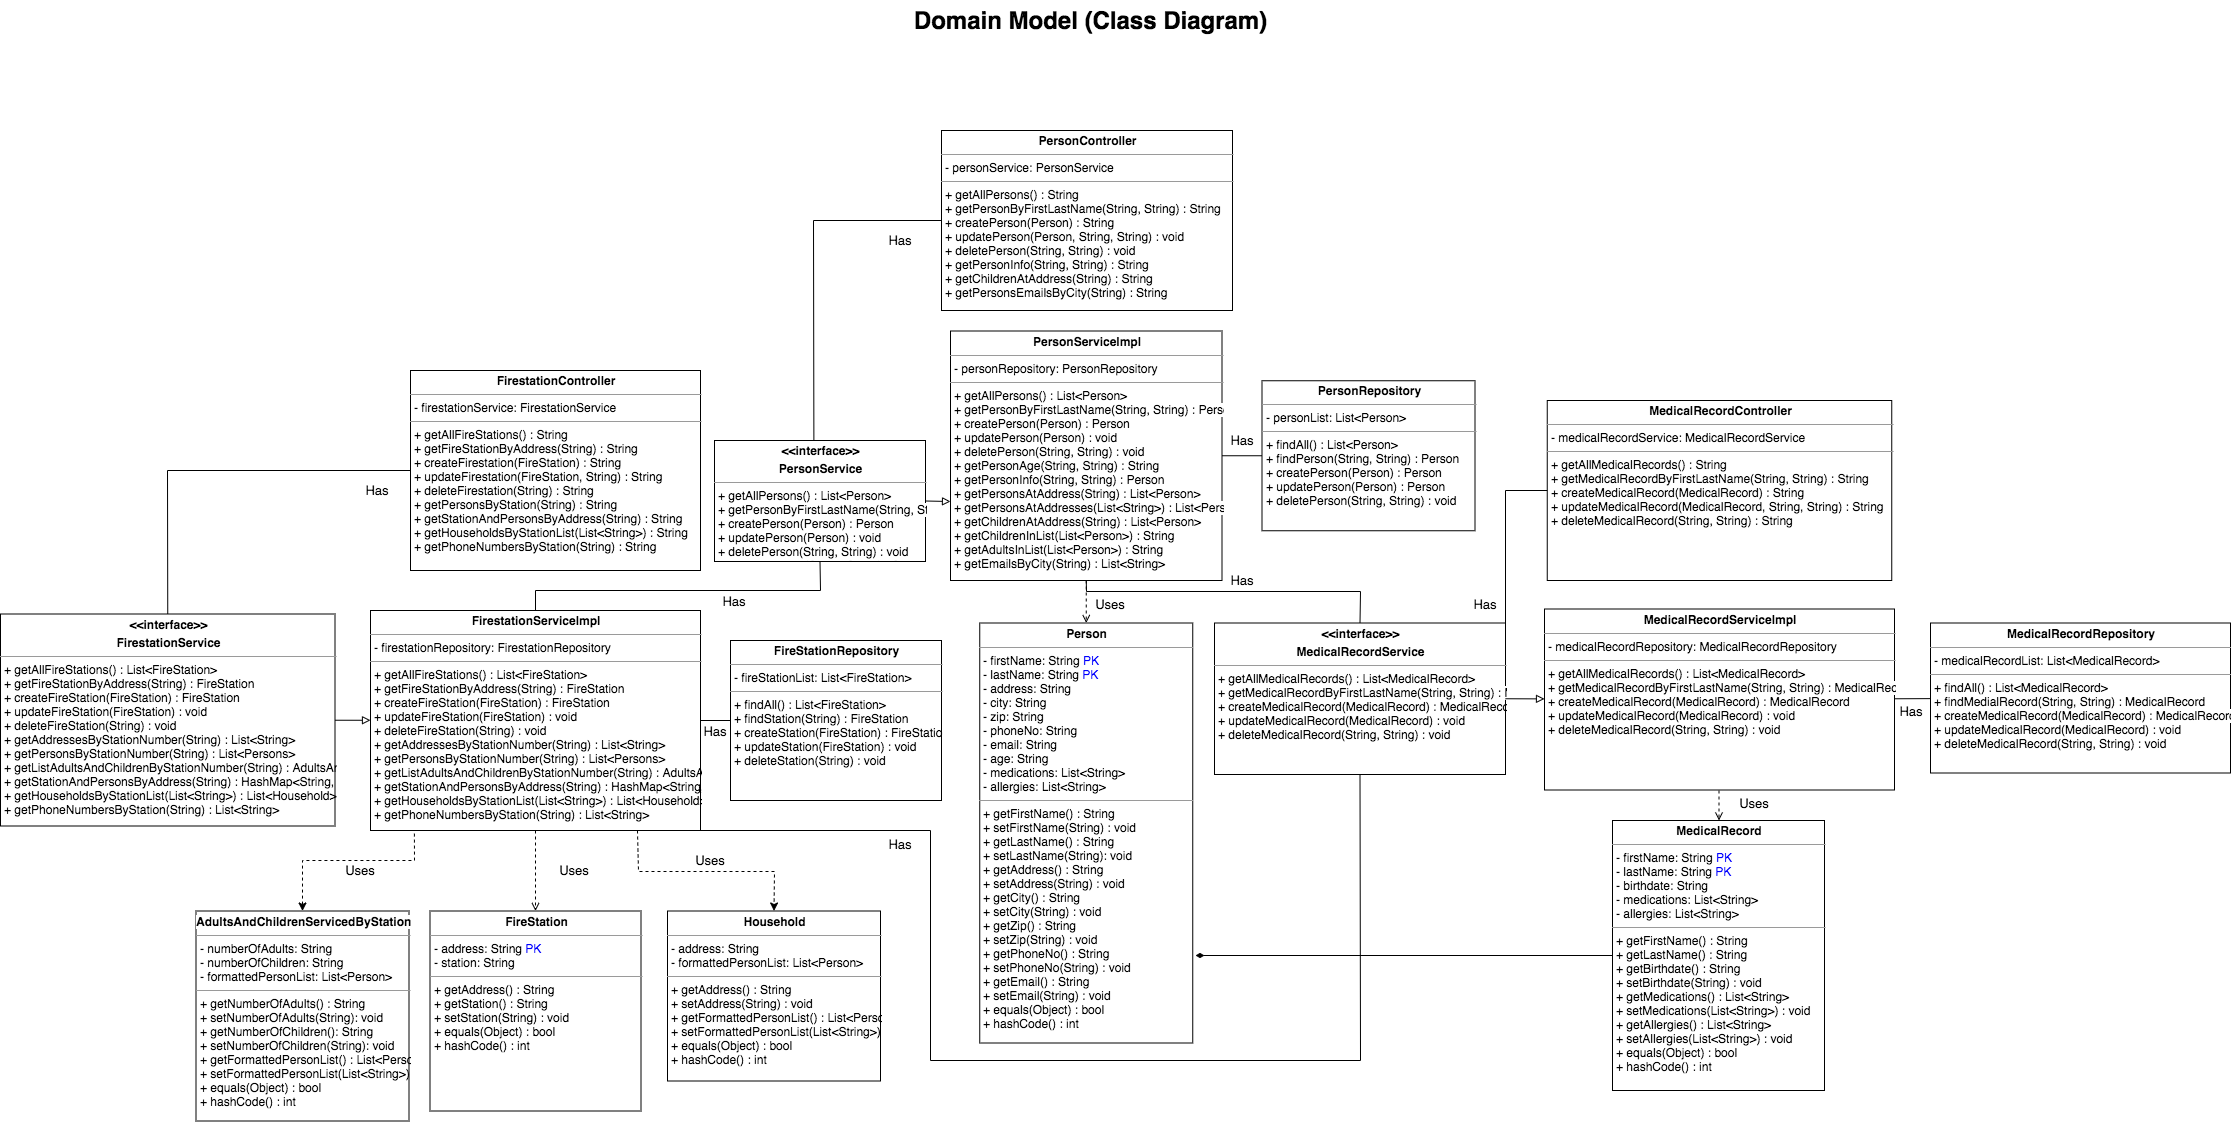 Domain Model (Class Diagram)
PersonController
- personService: PersonService
+ getAllPersons() : String
+ getPersonByFirstLastName(String, String) : String
+ createPerson(Person) : String
+ updatePerson(Person, String, String) : void
+ deletePerson(String, String) : void
+ getPersonInfo(String, String) : String
+ getChildrenAtAddress(String) : String
+ getPersonsEmailsByCity(String) : String
Has
PersonServiceImpl
- personRepository: PersonRepository
+ getAllPersons() : List<Person>
+ getPersonByFirstLastName(String, String) : Pers
+ createPerson(Person) : Person
+ updatePerson(Person) : void
+ deletePerson(String, String) : void
+ getPersonAge(String, String) : String
+ getPersonInfo(String, String) : Person
+ getPersonsAtAddress(String) : List<Person>
+ getPersonsAtAddresses(List<String>) : List<Pers
+ getChildrenAtAddress(String) : List<Person>
+ getChildrenInList(List<Person>) : String
+ getAdultsInList(List<Person>) : String
+ getEmailsByCity(String) : List<String>
FirestationController
- firestationService: FirestationService
+ getAllFireStations() : String
+ getFireStationByAddress(String) : String
+ createFirestation(FireStation) : String
+ updateFirestation(FireStation, String) : String
+ deleteFirestation(String) : String
+ getPersonsByStation(String) : String
+ getStationAndPersonsByAddress(String) : String
+ getHouseholdsByStationList(List<String>) : String
+ getPhoneNumbersByStation(String) : String
Has
<<interface>>
PersonService
+ getAllPersons() : List<Person>
+ getPersonByFirstLastName(String, St
+ createPerson(Person) : Person
+ updatePerson(Person) : void
+ deletePerson(String, String) : void
Has
PersonRepository
- personList: List<Person>
+ findAll() : List<Person>
+ findPerson(String, String) : Person
+ createPerson(Person) : Person
+ updatePerson(Person) : Person
+ deletePerson(String, String) : void
MedicalRecordController
- medicalRecordService: MedicalRecordService
+ getAllMedicalRecords() : String
+ getMedicalRecordByFirstLastName(String, String) : String
+ createMedicalRecord(MedicalRecord) : String
+ updateMedicalRecord(MedicalRecord, String, String) : String
+ deleteMedicalRecord(String, String) : String
Has
Has
Uses
Has
<<interface>>
FirestationService
+ getAllFireStations() : List<FireStation>
+ getFireStationByAddress(String) : FireStation
+ createFireStation(FireStation) : FireStation
+ updateFireStation(FireStation) : void
+ deleteFireStation(String) : void
+ getAddressesByStationNumber(String) : List<String>
+ getPersonsByStationNumber(String) : List<Persons>
+ getListAdultsAndChildrenByStationNumber(String) : AdultsAr
+ getStationAndPersonsByAddress(String) : HashMap<String,
+ getHouseholdsByStationList(List<String>) : List<Household>
+ getPhoneNumbersByStation(String) : List<String>
FirestationServiceImpl
- firestationRepository: FirestationRepository
+ getAllFireStations() : List<FireStation>
+ getFireStationByAddress(String) : FireStation
+ createFireStation(FireStation) : FireStation
+ updateFireStation(FireStation) : void
+ deleteFireStation(String) : void
+ getAddressesByStationNumber(String) : List<String>
+ getPersonsByStationNumber(String) : List<Persons>
+ getListAdultsAndChildrenByStationNumber(String) : AdultsA
+ getStationAndPersonsByAddress(String) : HashMap<String
+ getHouseholdsByStationList(List<String>) : List<Household>
+ getPhoneNumbersByStation(String) : List<String>
Has
FireStationRepository
- fireStationList: List<FireStation>
+ findAll() : List<FireStation>
+ findStation(String) : FireStation
+ createStation(FireStation) : FireStatio
+ updateStation(FireStation) : void
+ deleteStation(String) : void
Person
- firstName: String PK
- lastName: String PK
- address: String
- city: String
- zip: String
- phoneNo: String
- email: String
- age: String
- medications: List<String>
- allergies: List<String>
+ getFirstName() : String
+ setFirstName(String) : void
+ getLastName() : String
+ setLastName(String): void
+ getAddress() : String
+ setAddress(String) : void
+ getCity() : String
+ setCity(String) : void
+ getZip() : String
+ setZip(String) : void
+ getPhoneNo() : String
+ setPhoneNo(String) : void
+ getEmail() : String
+ setEmail(String) : void
+ equals(Object) : bool
+ hashCode() : int
<<interface>>
MedicalRecordService
+ getAllMedicalRecords() : List<MedicalRecord>
+ getMedicalRecordByFirstLastName(String, String) :
+ createMedicalRecord(MedicalRecord) : MedicalRec
+ updateMedicalRecord(MedicalRecord) : void
+ deleteMedicalRecord(String, String) : void
MedicalRecordServiceImpl
- medicalRecordRepository: MedicalRecordRepository
+ getAllMedicalRecords() : List<MedicalRecord>
+ getMedicalRecordByFirstLastName(String, String) : MedicalRec
+ createMedicalRecord(MedicalRecord) : MedicalRecord
+ updateMedicalRecord(MedicalRecord) : void
+ deleteMedicalRecord(String, String) : void
Has
MedicalRecordRepository
- medicalRecordList: List<MedicalRecord>
+ findAll() : List<MedicalRecord>
+ findMedicalRecord(String, String) : MedicalRecord
+ createMedicalRecord(MedicalRecord) : MedicalRecor
+ updateMedicalRecord(MedicalRecord) : void
+ deleteMedicalRecord(String, String) : void
Uses
Uses
Uses
Has
Uses
AdultsAndChildrenServicedByStation
- numberOfAdults: String
- numberOfChildren: String
- formattedPersonList: List<Person>
+ getNumberOfAdults() : String
+ setNumberOfAdults(String): void
+ getNumberOfChildren(): String
+ setNumberOfChildren(String): void
+ getFormattedPersonList() : List<Perso
+ setFormattedPersonList(List<String>)
+ equals(Object) : bool
+ hashCode() : int
FireStation
- address: String PK
- station: String
+ getAddress() : String
+ getStation() : String
+ setStation(String) : void
+ equals(Object) : bool
+ hashCode() : int
Household
- address: String
- formattedPersonList: List<Person>
+ getAddress() : String
+ setAddress(String) : void
+ getFormattedPersonList() : List<Perso
+ setFormattedPersonList(List<String>)
+ equals(Object) : bool
+ hashCode() : int
MedicalRecord
- firstName: String PK
- lastName: String PK
- birthdate: String
- medications: List<String>
- allergies: List<String>
+ getFirstName() : String
+ getLastName() : String
+ getBirthdate() : String
+ setBirthdate(String) : void
+ getMedications() : List<String>
+ setMedications(List<String>) : void
+ getAllergies() : List<String>
+ setAllergies(List<String>) : void
+ equals(Object) : bool
+ hashCode() : int